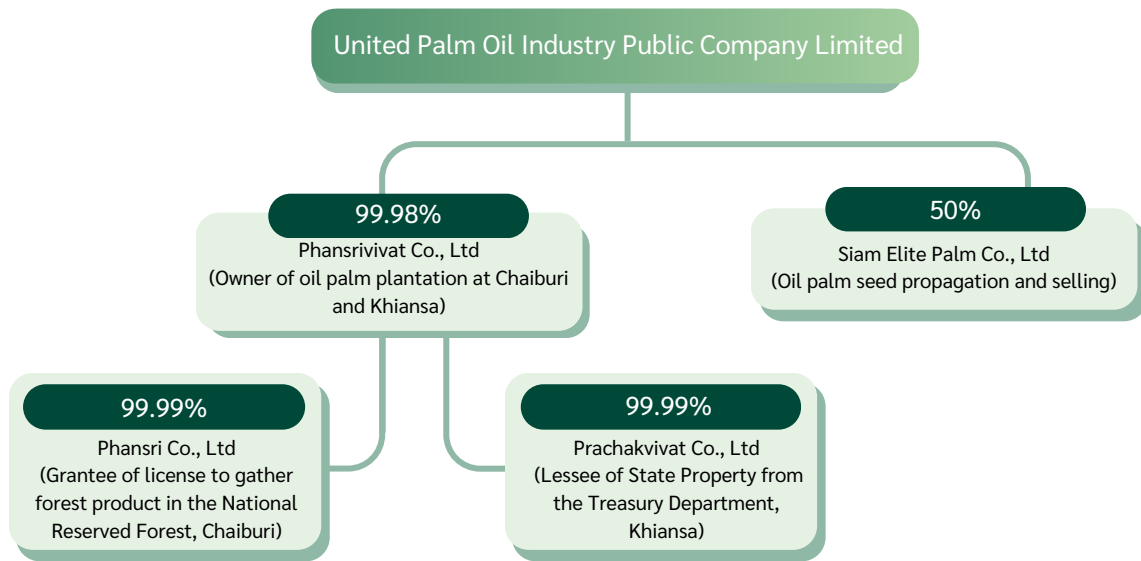 United Palm Oil Industry Public Company Limited
99.98%
Phansrivivat Co., Ltd
(Owner of oil palm plantation at Chaiburi
and Khiansa)
50%
Siam Elite Palm Co., Ltd
(Oil palm seed propagation and selling)
99.99%
Phansri Co., Ltd
(Grantee of license to gather
forest product in the National
Reserved Forest, Chaiburi)
99.99%
Prachakvivat Co., Ltd
(Lessee of State Property from
the Treasury Department,
Khiansa)